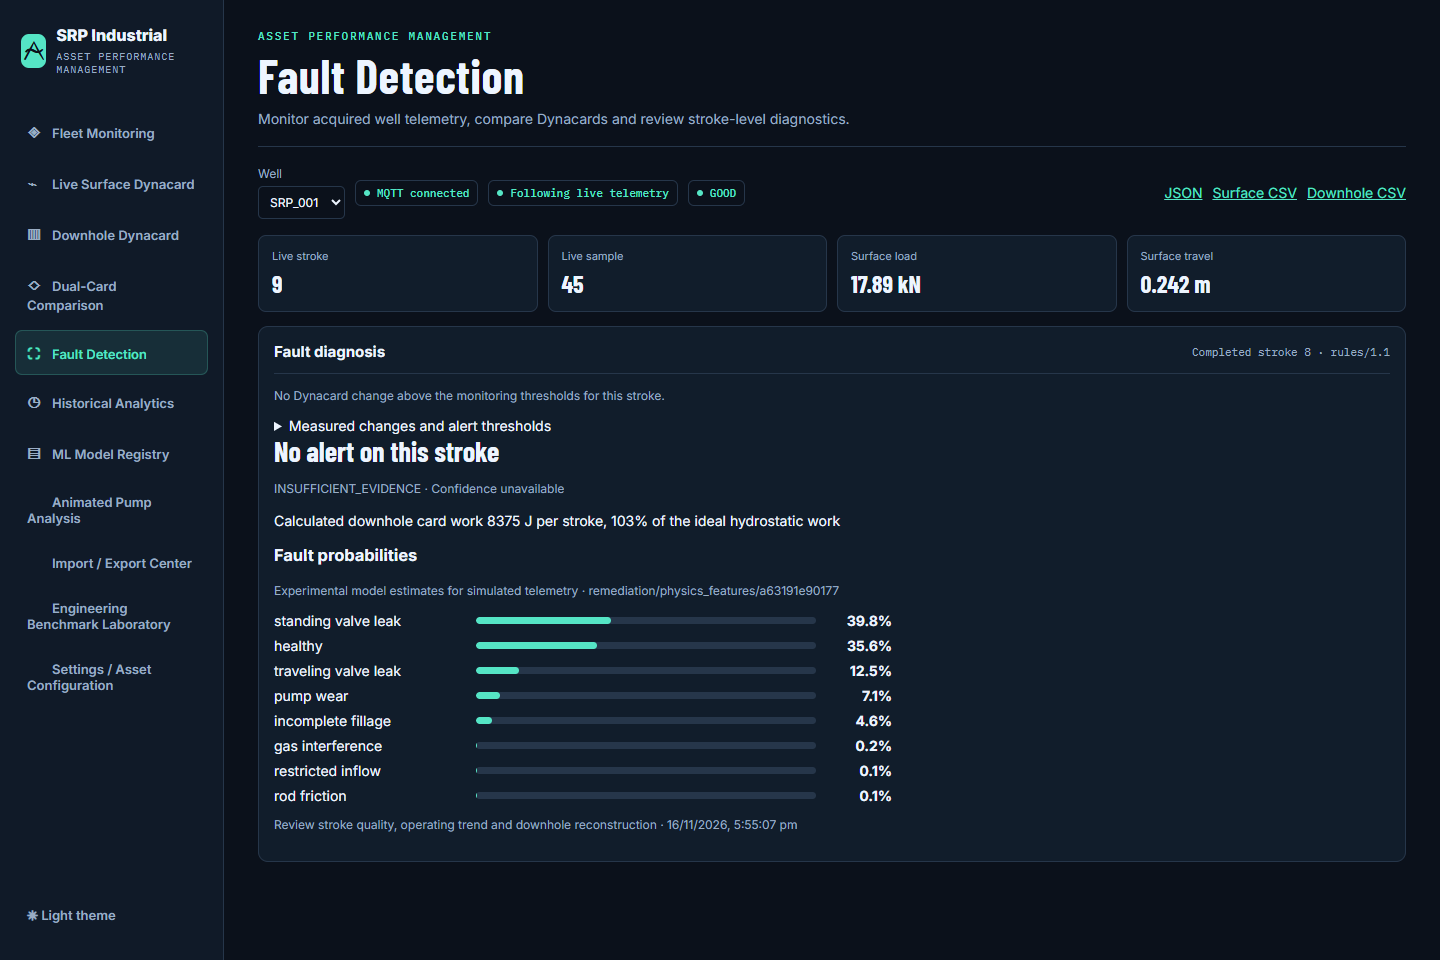 SRP Industrial
ASSET PERFORMANCE
MANAGEMENT
Fleet Monitoring
Live Surface Dynacard
Downhole Dynacard
Dual-Card
Comparison
Fault Detection
Historical Analytics
ML Model Registry
Animated Pump
Analysis
Import / Export Center
Engineering
Benchmark Laboratory
Settings / Asset
Configuration
Light theme
ASSET PERFORMANCE MANAGEMENT
Fault Detection
Monitor acquired well telemetry, compare Dynacards and review stroke-level diagnostics.
Well
SRP_001
MQTT connected
Following live telemetry
GOOD
JSON Surface CSV Downhole CSV
Live stroke
9
Live sample
45
Surface load
17.89 kN
Surface travel
0.242 m
Fault diagnosis
Completed stroke 8 · rules/1.1
No Dynacard change above the monitoring thresholds for this stroke.
Measured changes and alert thresholds
No alert on this stroke
INSUFFICIENT_EVIDENCE · Confidence unavailable
Calculated downhole card work 8375 J per stroke, 103% of the ideal hydrostatic work
Fault probabilities
Experimental model estimates for simulated telemetry · remediation/physics_features/a63191e90177
standing valve leak 39.8%
healthy 35.6%
traveling valve leak 12.5%
pump wear 7.1%
incomplete fillage 4.6%
gas interference 0.2%
restricted inflow 0.1%
rod friction 0.1%
Review stroke quality, operating trend and downhole reconstruction · 16/11/2026, 5:55:07 pm